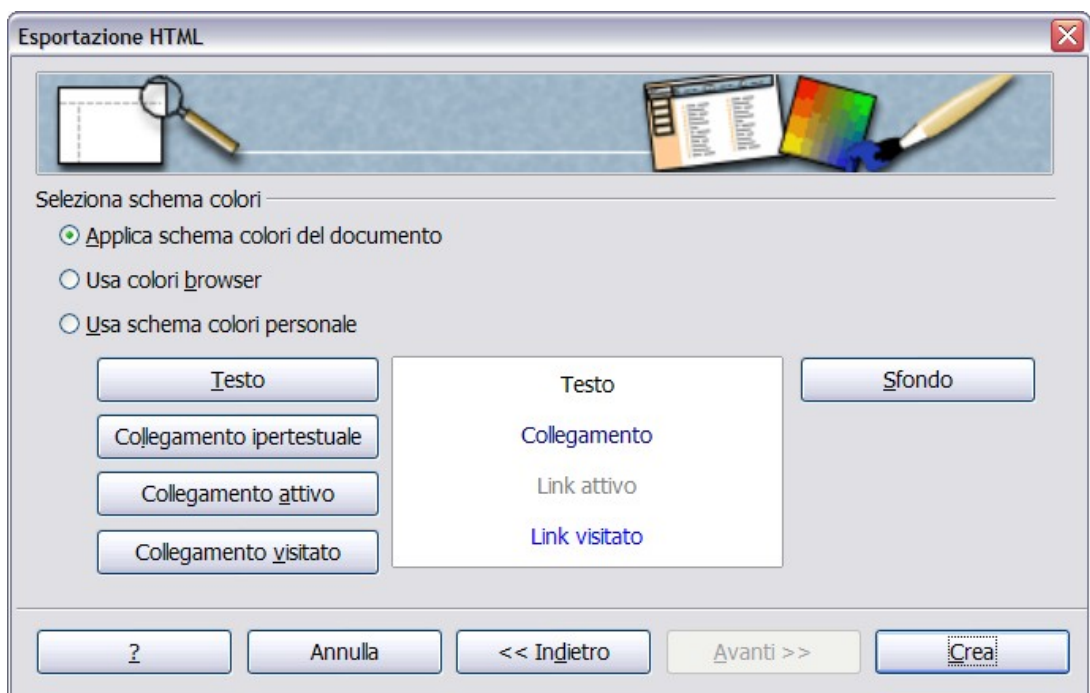 Esportazione HTML
Seleziona schema colori
Applica schema colori del documento
Usa colori browser
Usa schema colori personale
Testo
Collegamento ipertestuale
Collegamento attivo
Collegamento visitato
Testo
Collegamento
Link attivo
Link visitato
Sfondo
?
Annulla
<< Indietro
Avanti >>
Crea